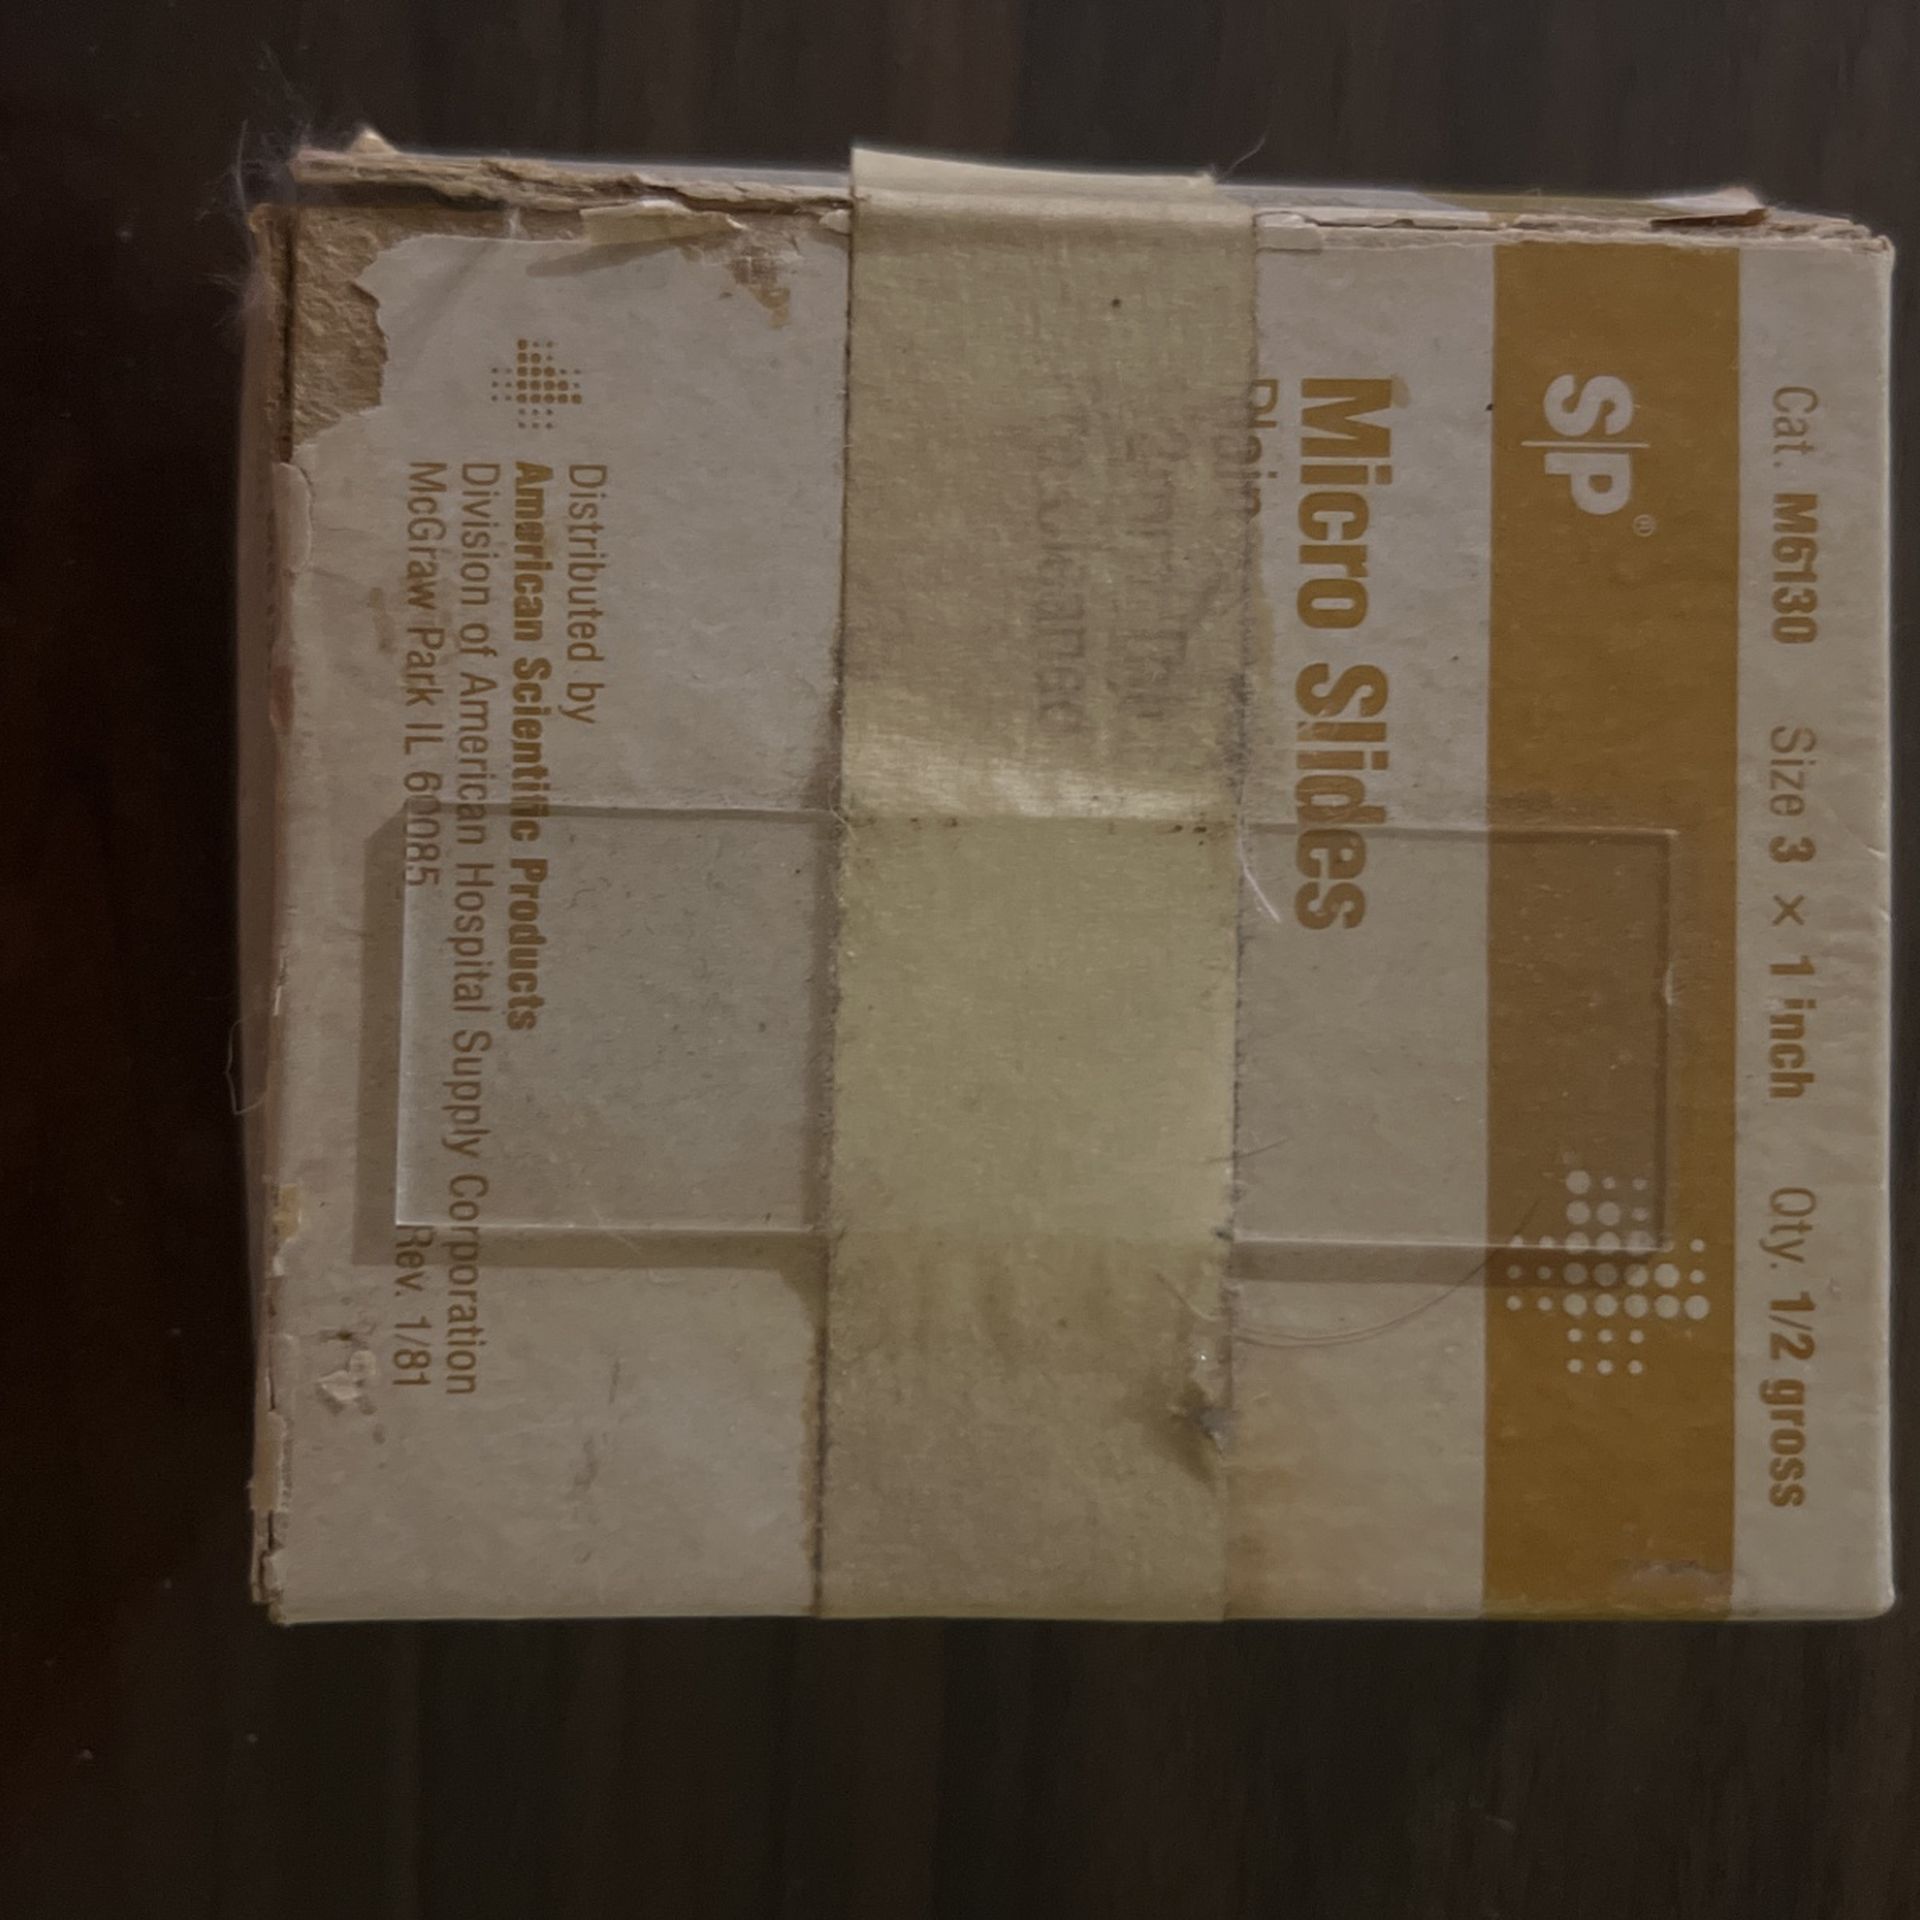 Cat. M6130 Size 3 × 1 inch Qty. 1/2 gross
S|P®
Micro Slides
Plain
Distributed by
American Scientific Products
Division of American Hospital Supply Corporation
McGraw Park IL 60085 Rev. 1/81